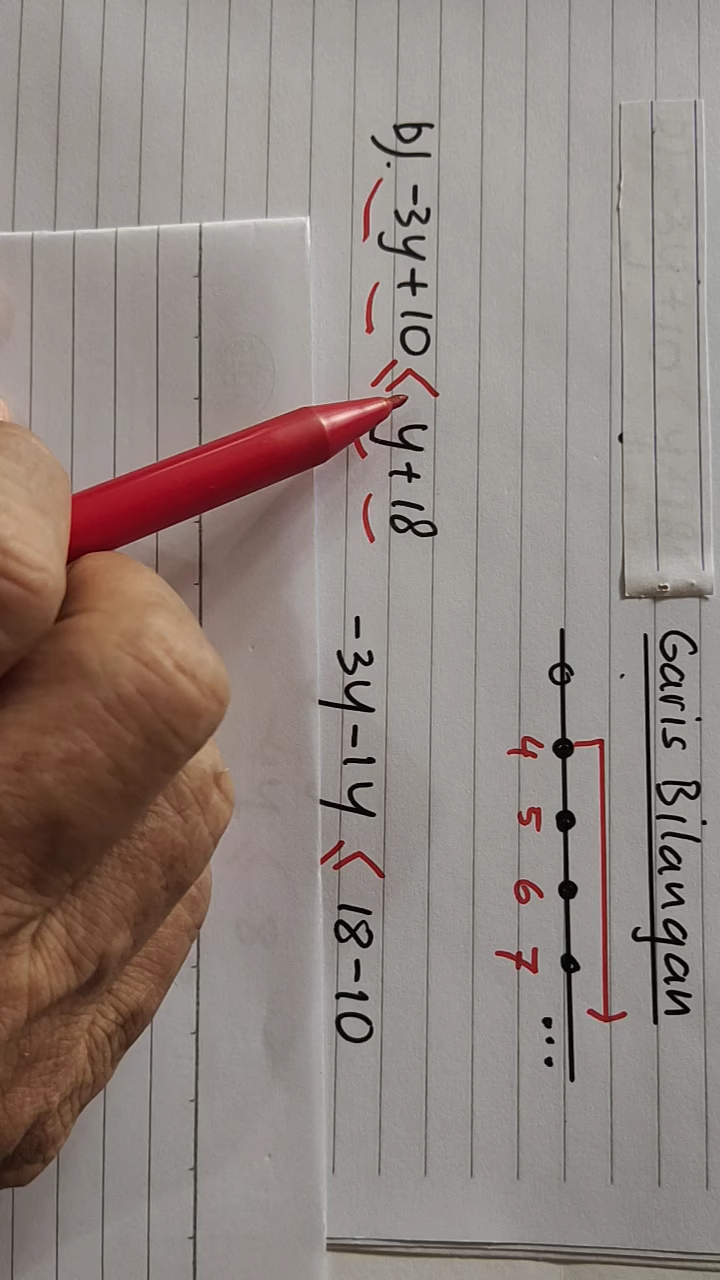 Garis Bilangan
4 5 6 7 ...
b). -3y+10 ≤ y+18
-3y-1y ≤ 18-10